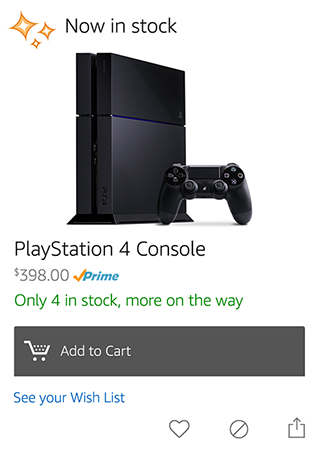 Now in stock
PlayStation 4 Console
$398.00 Prime
Only 4 in stock, more on the way
Add to Cart
See your Wish List